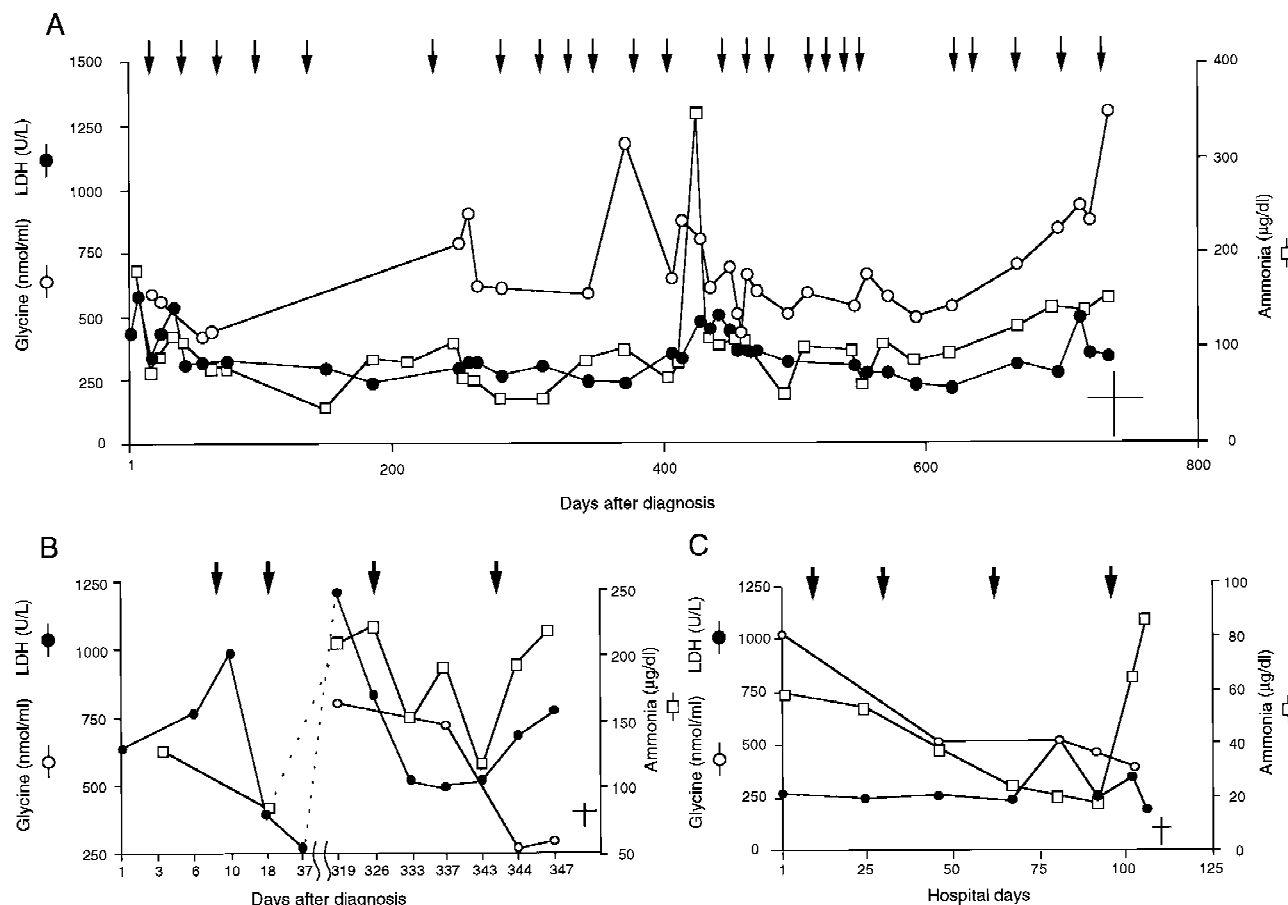 A
1500
1250
1000
750
500
250
0
Glycine (nmol/ml) LDH (U/L)
400
300
200
100
0
Ammonia (µg/dl)
1 200 400 600 800
Days after diagnosis
B
1250
1000
750
500
250
Glycine (nmol/ml) LDH (U/L)
250
200
150
100
50
Ammonia (µg/dl)
1 3 6 10 18 37 319 326 333 337 343 344 347
Days after diagnosis
C
1250
1000
750
500
250
0
Glycine (nmol/ml) LDH (U/L)
100
80
60
40
20
0
Ammonia (µg/dl)
1 25 50 75 100 125
Hospital days